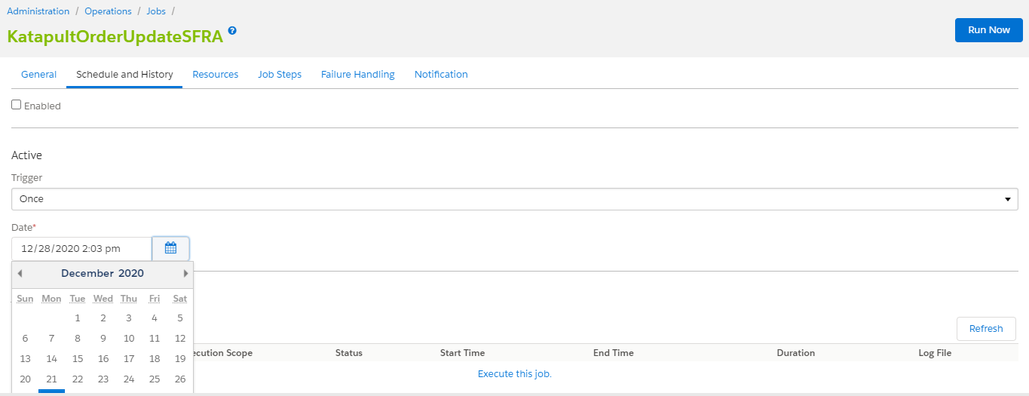 Administration / Operations / Jobs /
KatapultOrderUpdateSFRA ?
Run Now
General Schedule and History Resources Job Steps Failure Handling Notification
Enabled
Active
Trigger
Once
Date*
12/28/2020 2:03 pm
December 2020
Sun Mon Tue Wed Thu Fri Sat
1 2 3 4 5
6 7 8 9 10 11 12
13 14 15 16 17 18 19
20 21 22 23 24 25 26
Refresh
ecution Scope Status Start Time End Time Duration Log File
Execute this job.